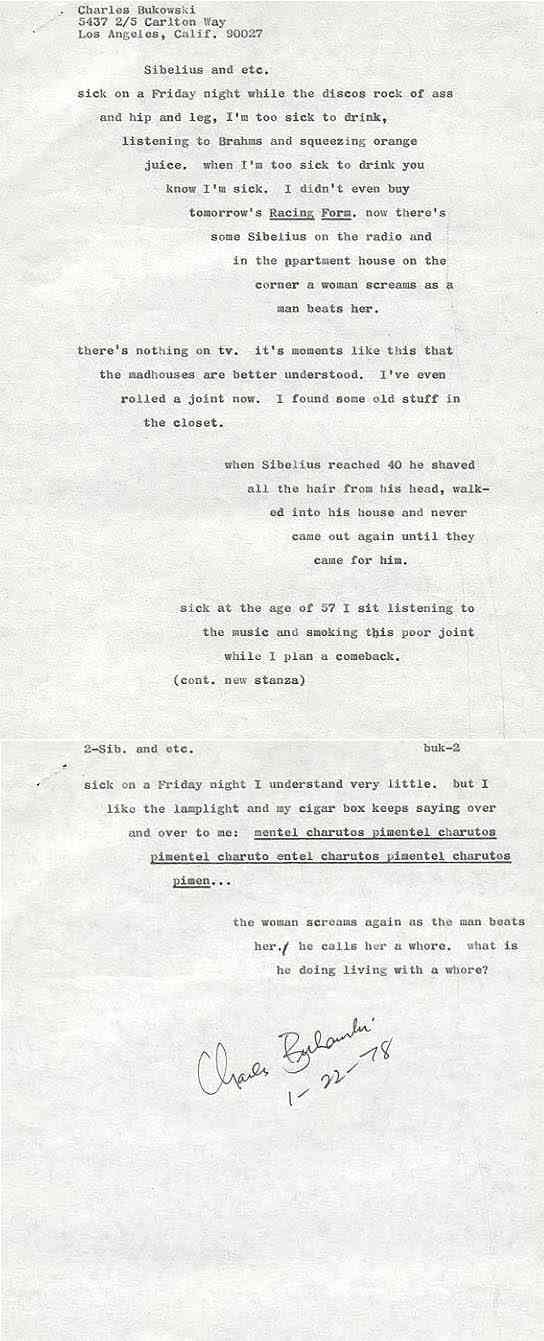 Charles Bukowski
5437 2/5 Carlton Way
Los Angeles, Calif. 90027
Sibelius and etc.
sick on a Friday night while the discos rock of ass
and hip and leg, I'm too sick to drink,
listening to Brahms and squeezing orange
juice. when I'm too sick to drink you
know I'm sick. I didn't even buy
tomorrow's Racing Form. now there's
some Sibelius on the radio and
in the apartment house on the
corner a woman screams as a
man beats her.
there's nothing on tv. it's moments like this that
the madhouses are better understood. I've even
rolled a joint now. I found some old stuff in
the closet.
when Sibelius reached 40 he shaved
all the hair from his head, walk-
ed into his house and never
came out again until they
came for him.
sick at the age of 57 I sit listening to
the music and smoking this poor joint
while I plan a comeback.
(cont. new stanza)
2-Sib. and etc. buk-2
sick on a Friday night I understand very little. but I
like the lamplight and my cigar box keeps saying over
and over to me: mentel charutos pimentel charutos
pimentel charuto entel charutos pimentel charutos
pimen...
the woman screams again as the man beats
her./ he calls her a whore. what is
he doing living with a whore?
Charles Bukowski
1-22-78